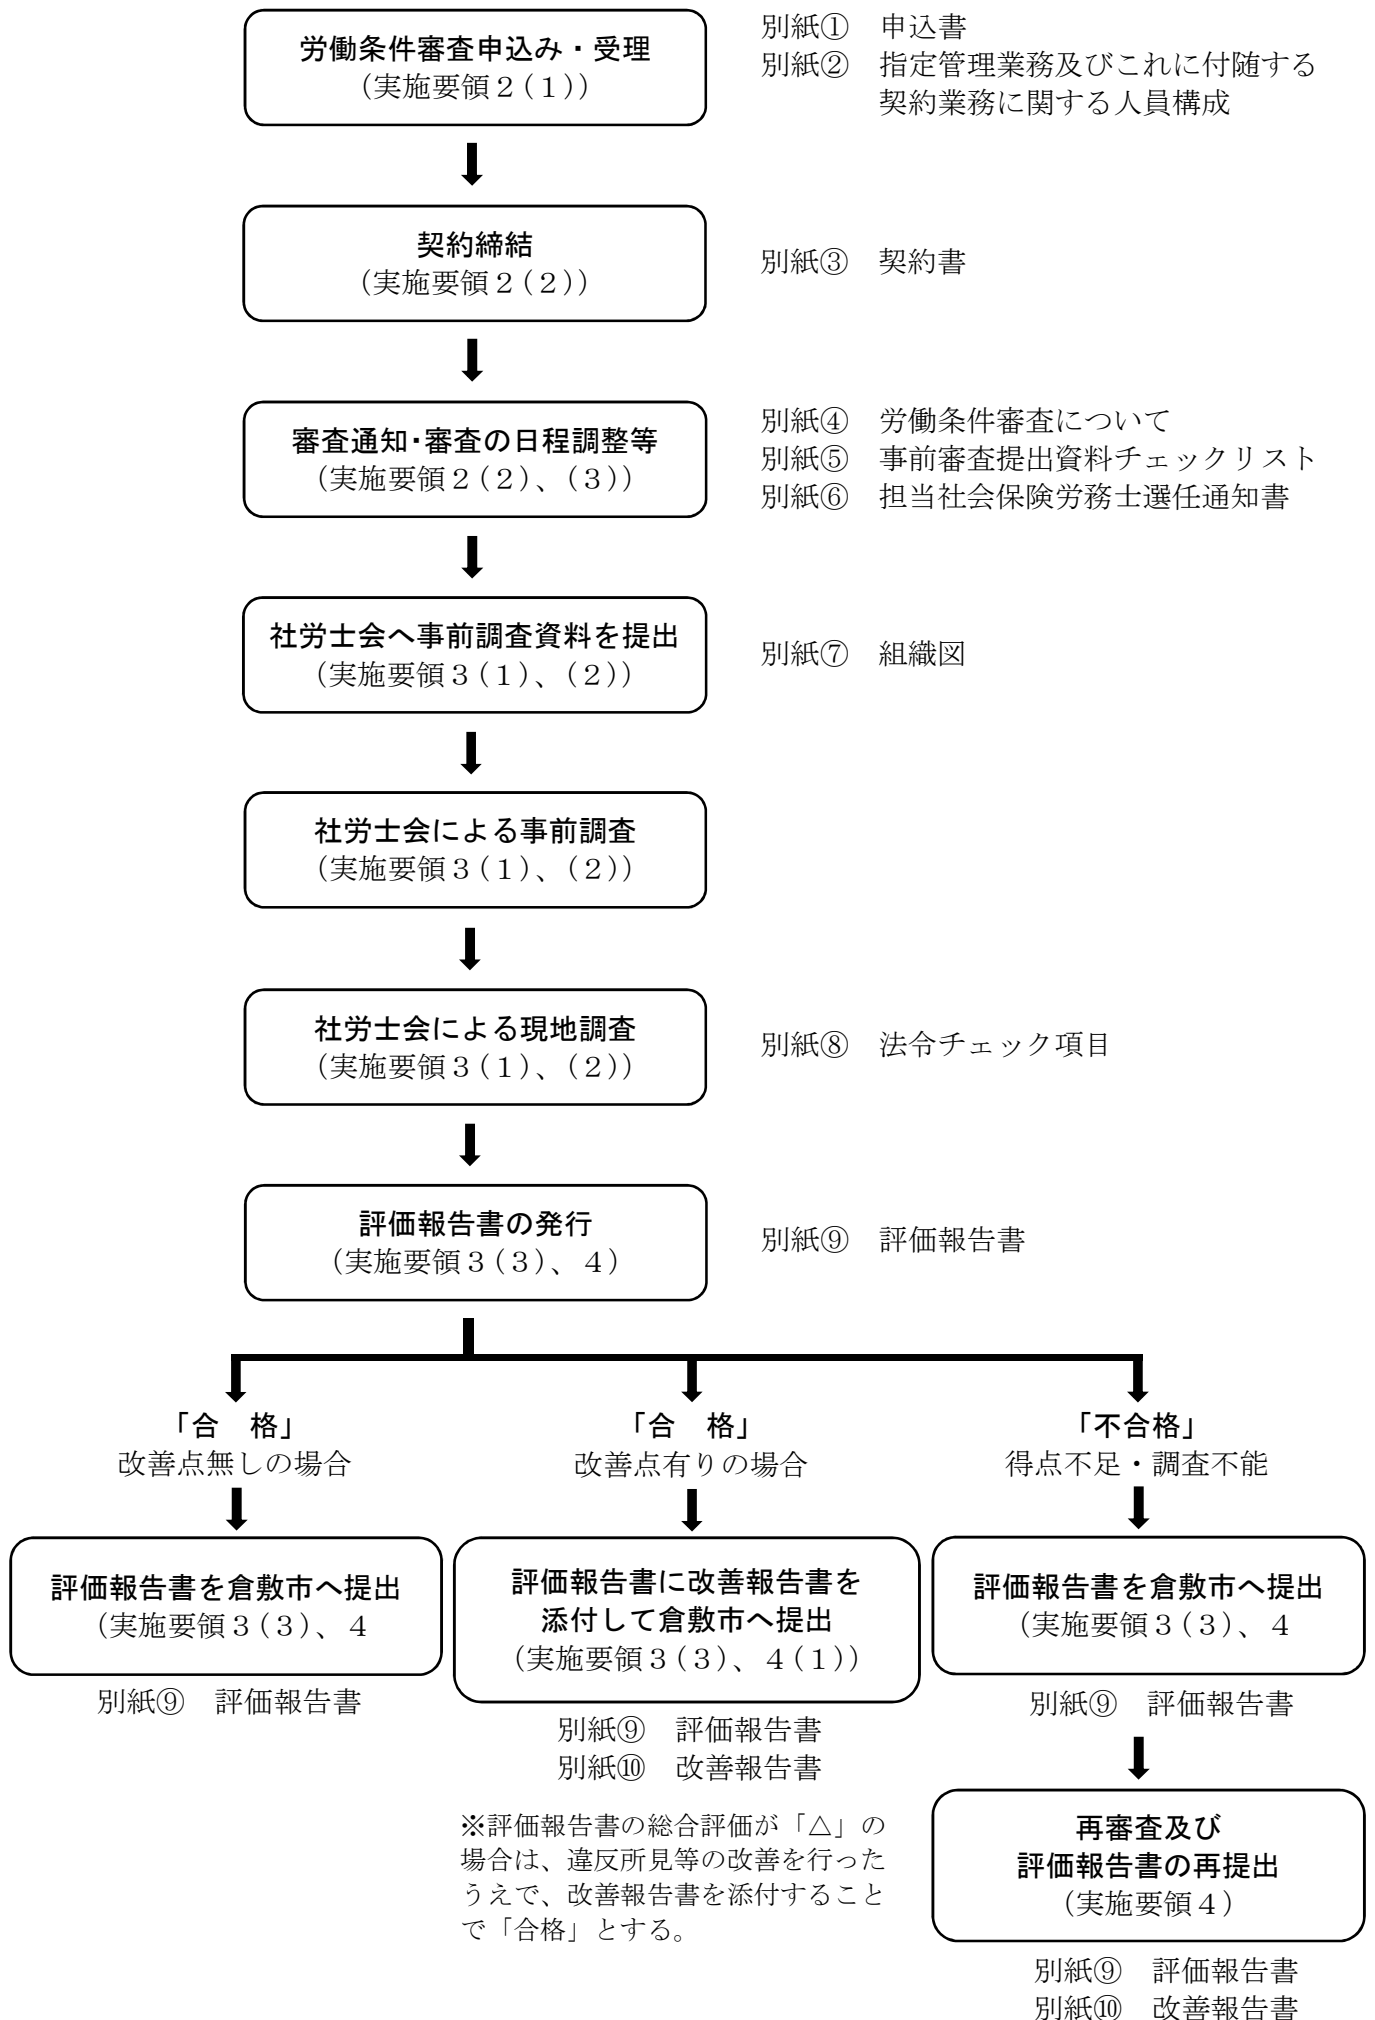 労働条件審査申込み・受理
（実施要領２（１））
別紙①　申込書
別紙②　指定管理業務及びこれに付随する
契約業務に関する人員構成
契約締結
（実施要領２（２））
別紙③　契約書
審査通知・審査の日程調整等
（実施要領２（２）、（３））
別紙④　労働条件審査について
別紙⑤　事前審査提出資料チェックリスト
別紙⑥　担当社会保険労務士選任通知書
社労士会へ事前調査資料を提出
（実施要領３（１）、（２））
別紙⑦　組織図
社労士会による事前調査
（実施要領３（１）、（２））
社労士会による現地調査
（実施要領３（１）、（２））
別紙⑧　法令チェック項目
評価報告書の発行
（実施要領３（３）、４）
別紙⑨　評価報告書
「合　格」
改善点無しの場合
評価報告書を倉敷市へ提出
（実施要領３（３）、４
別紙⑨　評価報告書
「合　格」
改善点有りの場合
評価報告書に改善報告書を
添付して倉敷市へ提出
（実施要領３（３）、４（１））
別紙⑨　評価報告書
別紙⑩　改善報告書
※評価報告書の総合評価が「△」の
場合は、違反所見等の改善を行った
うえで、改善報告書を添付すること
で「合格」とする。
「不合格」
得点不足・調査不能
評価報告書を倉敷市へ提出
（実施要領３（３）、４
別紙⑨　評価報告書
再審査及び
評価報告書の再提出
（実施要領４）
別紙⑨　評価報告書
別紙⑩　改善報告書